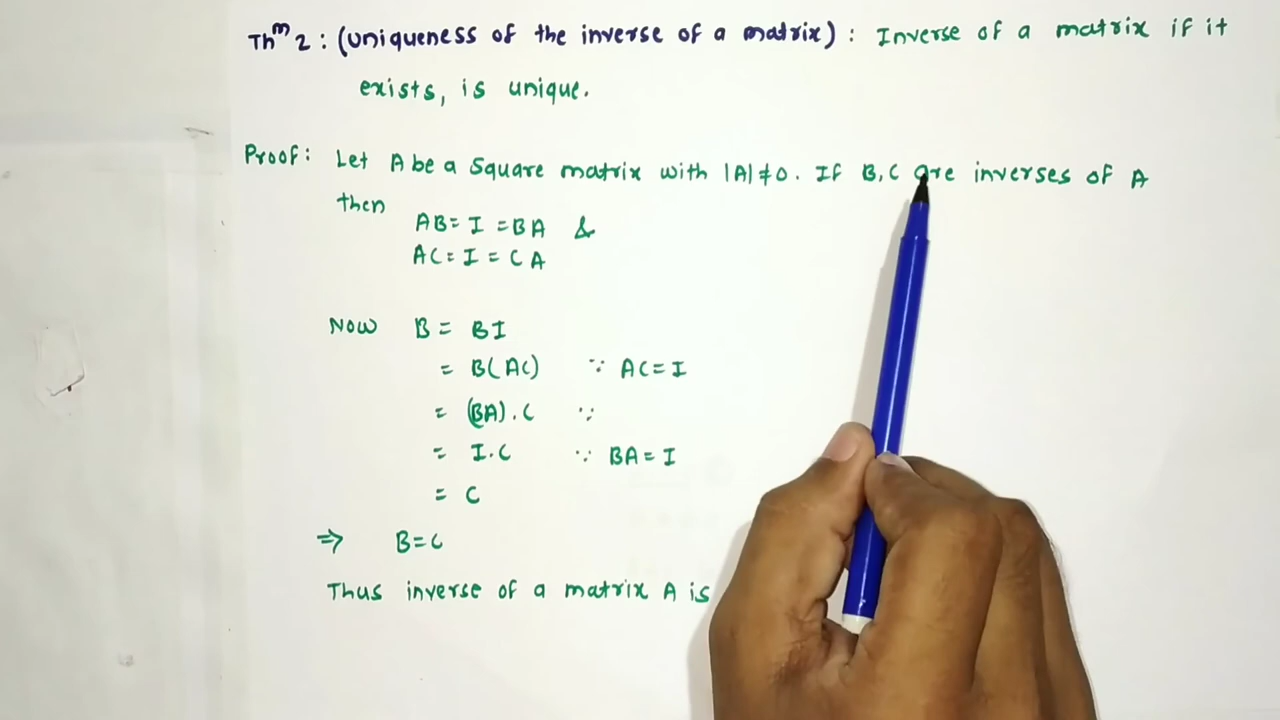 Thm 2: (Uniqueness of the inverse of a matrix): Inverse of a matrix if it
exists, is unique.
Proof: Let A be a Square matrix with |A| ≠ 0. If B, C are inverses of A
then
AB = I = BA &
AC = I = CA
Now B = BI
= B(AC) ∵ AC = I
= (BA).C ∵
= I.C ∵ BA = I
= C
⇒ B = C
Thus inverse of a matrix A is